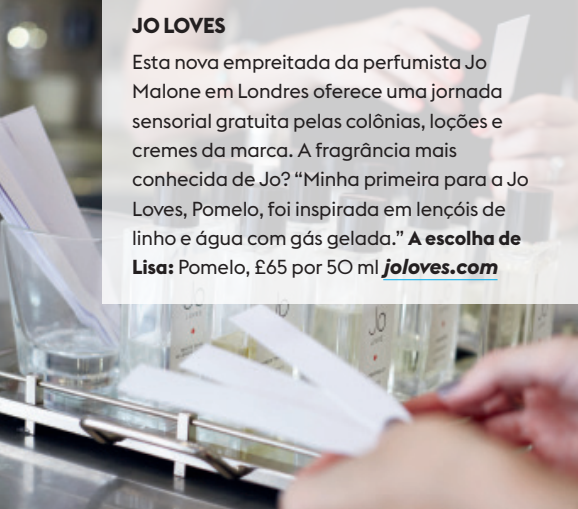 JO LOVES
Esta nova empreitada da perfumista Jo
Malone em Londres oferece uma jornada
sensorial gratuita pelas colônias, loções e
cremes da marca. A fragrância mais
conhecida de Jo? “Minha primeira para a Jo
Loves, Pomelo, foi inspirada em lençóis de
linho e água com gás gelada.” A escolha de
Lisa: Pomelo, £65 por 50 ml joloves.com
Jo
Jo